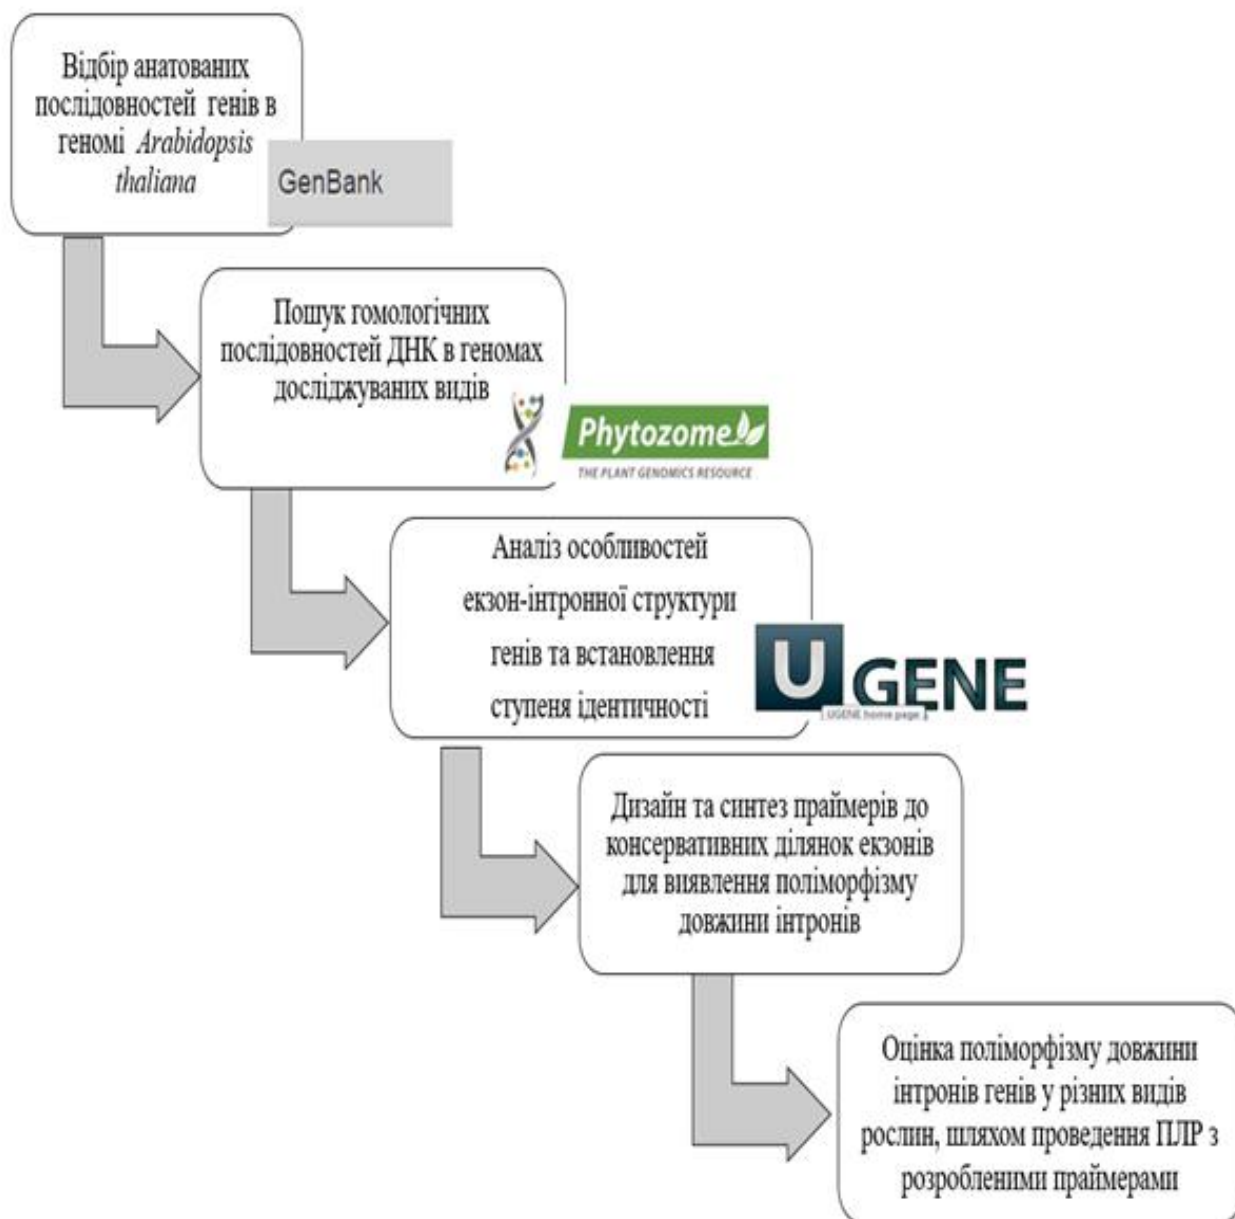 Відбір анатованих
послідовностей генів в
геномі Arabidopsis
thaliana
GenBank
Пошук гомологічних
послідовностей ДНК в геномах
досліджуваних видів
Phytozome
THE PLANT GENOMICS RESOURCE
Аналіз особливостей
екзон-інтронної структури
генів та встановлення
ступеня ідентичності
UGENE
UGENE home page
Дизайн та синтез праймерів до
консервативних ділянок екзонів
для виявлення поліморфізму
довжини інтронів
Оцінка поліморфізму довжини
інтронів генів у різних видів
рослин, шляхом проведення ПЛР з
розробленими праймерами